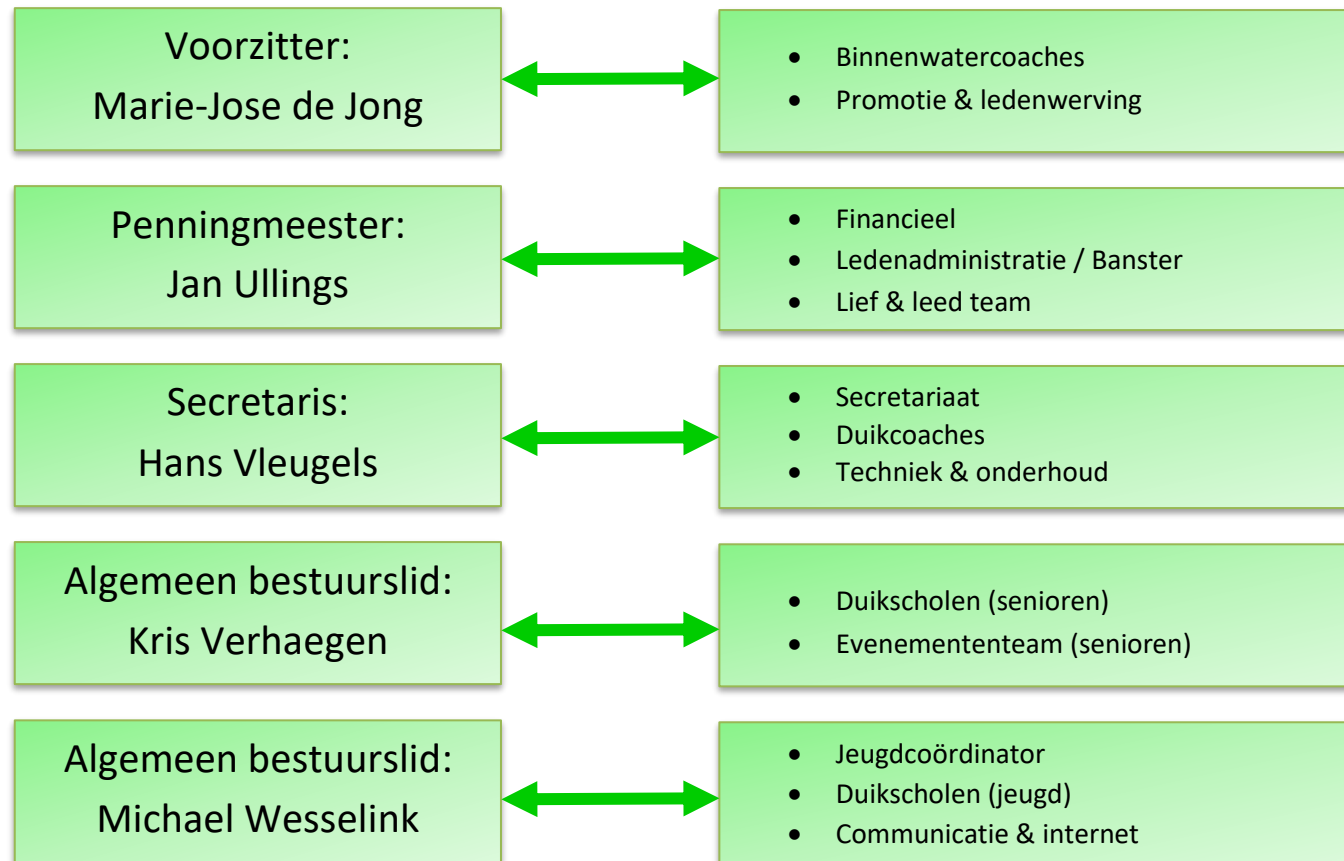 Voorzitter:
Marie-Jose de Jong
• Binnenwatercoaches
• Promotie & ledenwerving
Penningmeester:
Jan Ullings
• Financieel
• Ledenadministratie / Banster
• Lief & leed team
Secretaris:
Hans Vleugels
• Secretariaat
• Duikcoaches
• Techniek & onderhoud
Algemeen bestuurslid:
Kris Verhaegen
• Duikscholen (senioren)
• Evenemententeam (senioren)
Algemeen bestuurslid:
Michael Wesselink
• Jeugdcoördinator
• Duikscholen (jeugd)
• Communicatie & internet